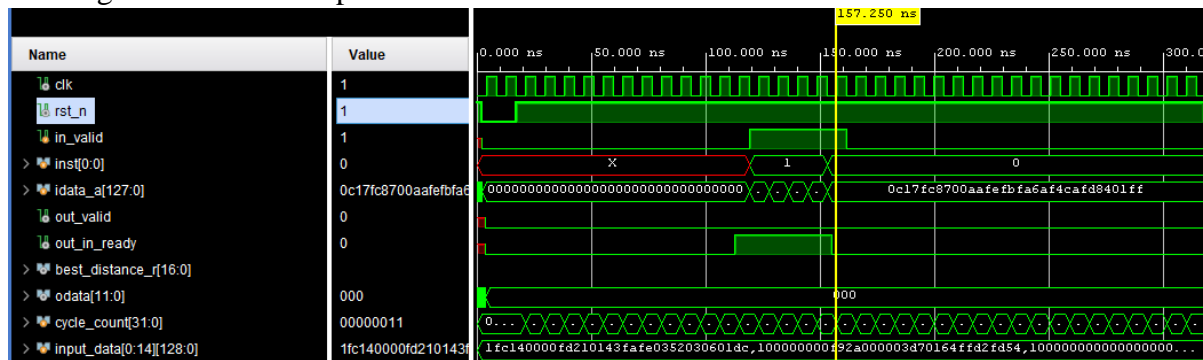 157.250 ns
Name Value 0.000 ns 50.000 ns 100.000 ns 150.000 ns 200.000 ns 250.000 ns 300.0
clk 1
rst_n 1
in_valid 1
inst[0:0] 0 X 1 0
idata_a[127:0] 0c17fc8700aafefbfa6 00000000000000000000000000000000 0c17fc8700aafefbfa6af4cafd8401ff
out_valid 0
out_in_ready 0
best_distance_r[16:0]
odata[11:0] 000 000
cycle_count[31:0] 00000011 0...
input_data[0:14][128:0] 1fc140000fd210143f 1fc140000fd210143fafe0352030601dc,100000000f92a000003d70164ffd2fd54,10000000000000000...